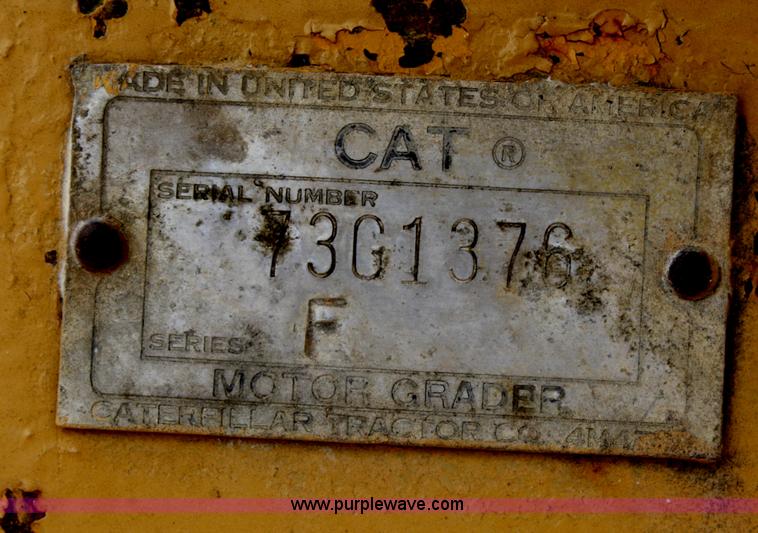 MADE IN UNITED STATES OF AMERICA
CAT ®
SERIAL NUMBER
73G1376
SERIES F
MOTOR GRADER
CATERPILLAR TRACTOR CO.
www.purplewave.com